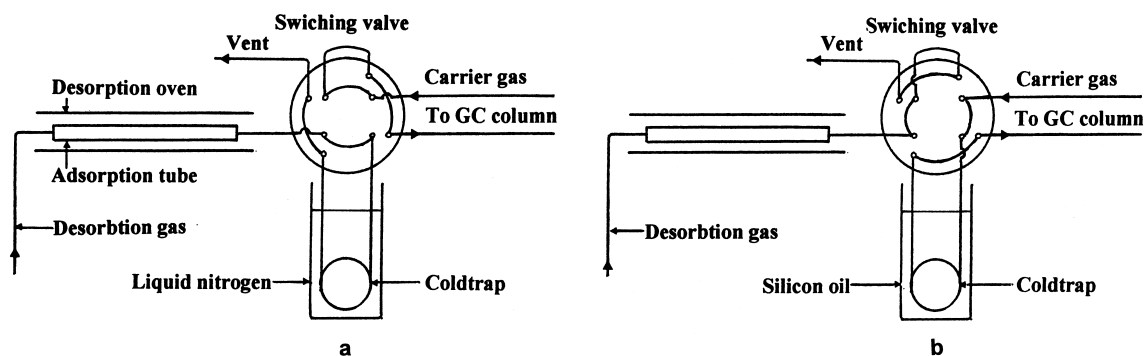 Swiching valve
Vent
Desorption oven
Carrier gas
To GC column
Adsorption tube
Desorbtion gas
Liquid nitrogen
Coldtrap
a
Swiching valve
Vent
Carrier gas
To GC column
Desorbtion gas
Silicon oil
Coldtrap
b